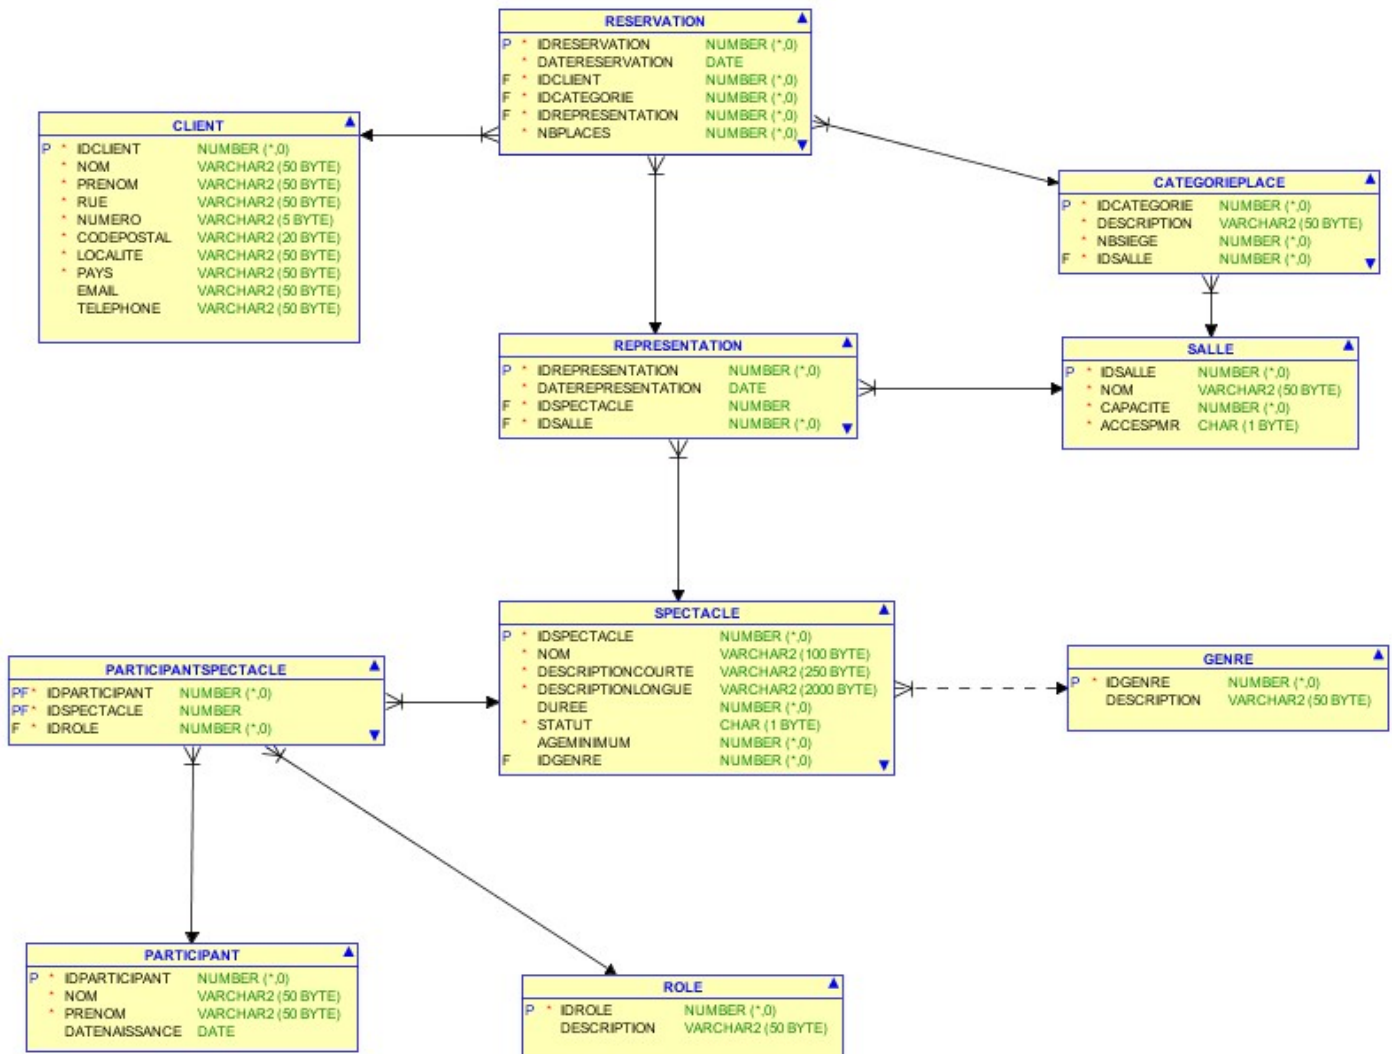 RESERVATION
P * IDRESERVATION NUMBER (*,0)
* DATERESERVATION DATE
F * IDCLIENT NUMBER (*,0)
F * IDCATEGORIE NUMBER (*,0)
F * IDREPRESENTATION NUMBER (*,0)
* NBPLACES NUMBER (*,0)
CLIENT
P * IDCLIENT NUMBER (*,0)
* NOM VARCHAR2 (50 BYTE)
* PRENOM VARCHAR2 (50 BYTE)
* RUE VARCHAR2 (50 BYTE)
* NUMERO VARCHAR2 (5 BYTE)
* CODEPOSTAL VARCHAR2 (20 BYTE)
* LOCALITE VARCHAR2 (50 BYTE)
* PAYS VARCHAR2 (50 BYTE)
EMAIL VARCHAR2 (50 BYTE)
TELEPHONE VARCHAR2 (50 BYTE)
CATEGORIEPLACE
P * IDCATEGORIE NUMBER (*,0)
* DESCRIPTION VARCHAR2 (50 BYTE)
* NBSIEGE NUMBER (*,0)
F * IDSALLE NUMBER (*,0)
REPRESENTATION
P * IDREPRESENTATION NUMBER (*,0)
* DATEREPRESENTATION DATE
F * IDSPECTACLE NUMBER
F * IDSALLE NUMBER (*,0)
SALLE
P * IDSALLE NUMBER (*,0)
* NOM VARCHAR2 (50 BYTE)
* CAPACITE NUMBER (*,0)
* ACCESPMR CHAR (1 BYTE)
SPECTACLE
P * IDSPECTACLE NUMBER (*,0)
* NOM VARCHAR2 (100 BYTE)
* DESCRIPTIONCOURTE VARCHAR2 (250 BYTE)
* DESCRIPTIONLONGUE VARCHAR2 (2000 BYTE)
DUREE NUMBER (*,0)
* STATUT CHAR (1 BYTE)
AGEMINIMUM NUMBER (*,0)
F IDGENRE NUMBER (*,0)
PARTICIPANTSPECTACLE
PF * IDPARTICIPANT NUMBER (*,0)
PF * IDSPECTACLE NUMBER
F * IDROLE NUMBER (*,0)
GENRE
P * IDGENRE NUMBER (*,0)
DESCRIPTION VARCHAR2 (50 BYTE)
PARTICIPANT
P * IDPARTICIPANT NUMBER (*,0)
* NOM VARCHAR2 (50 BYTE)
* PRENOM VARCHAR2 (50 BYTE)
DATENAISSANCE DATE
ROLE
P * IDROLE NUMBER (*,0)
DESCRIPTION VARCHAR2 (50 BYTE)